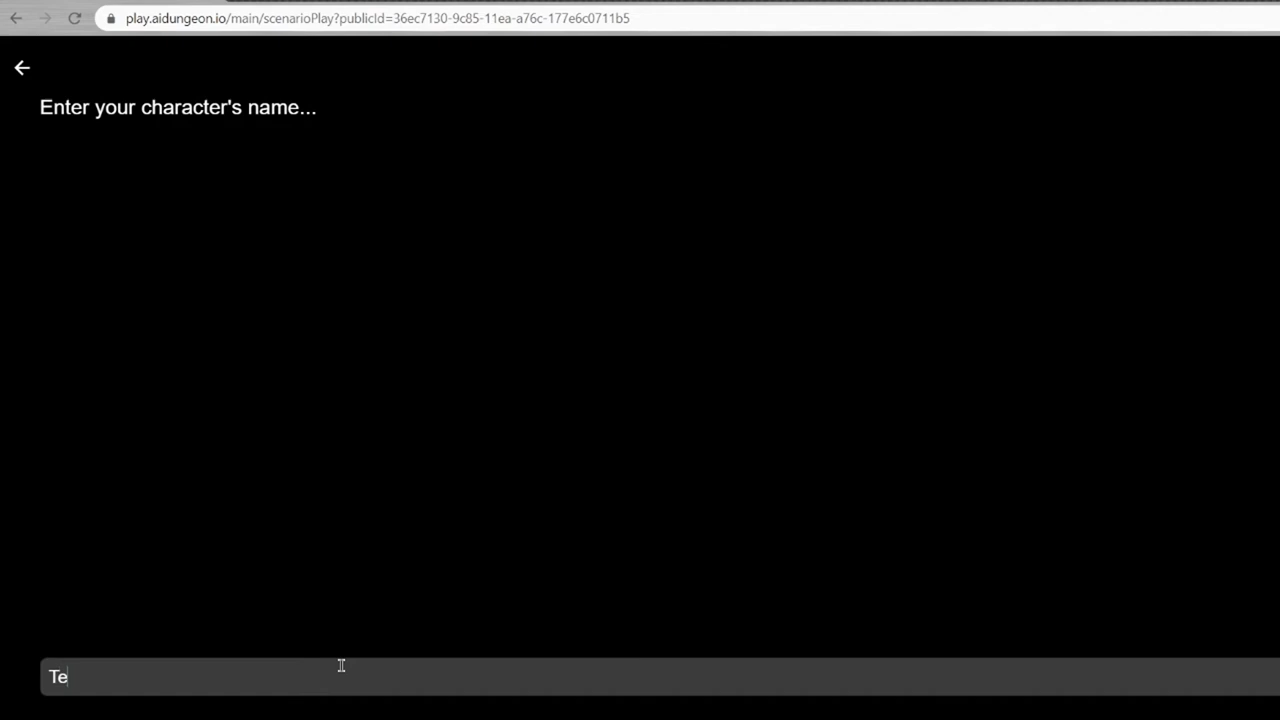 play.aidungeon.io/main/scenarioPlay?publicId=36ec7130-9c85-11ea-a76c-177e6c0711b5
Enter your character's name...
Te